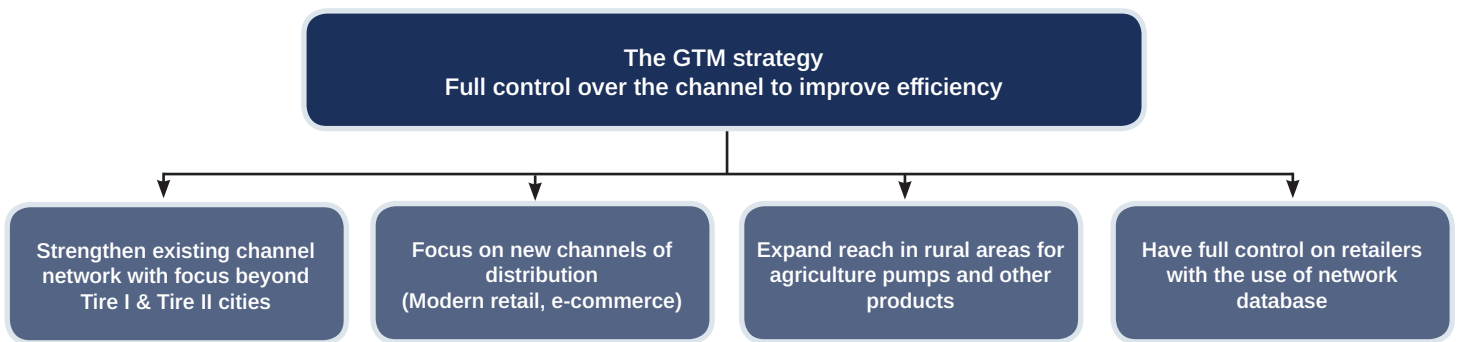 The GTM strategy
Full control over the channel to improve efficiency
Strengthen existing channel
network with focus beyond
Tire I & Tire II cities
Focus on new channels of
distribution
(Modern retail, e-commerce)
Expand reach in rural areas for
agriculture pumps and other
products
Have full control on retailers
with the use of network
database